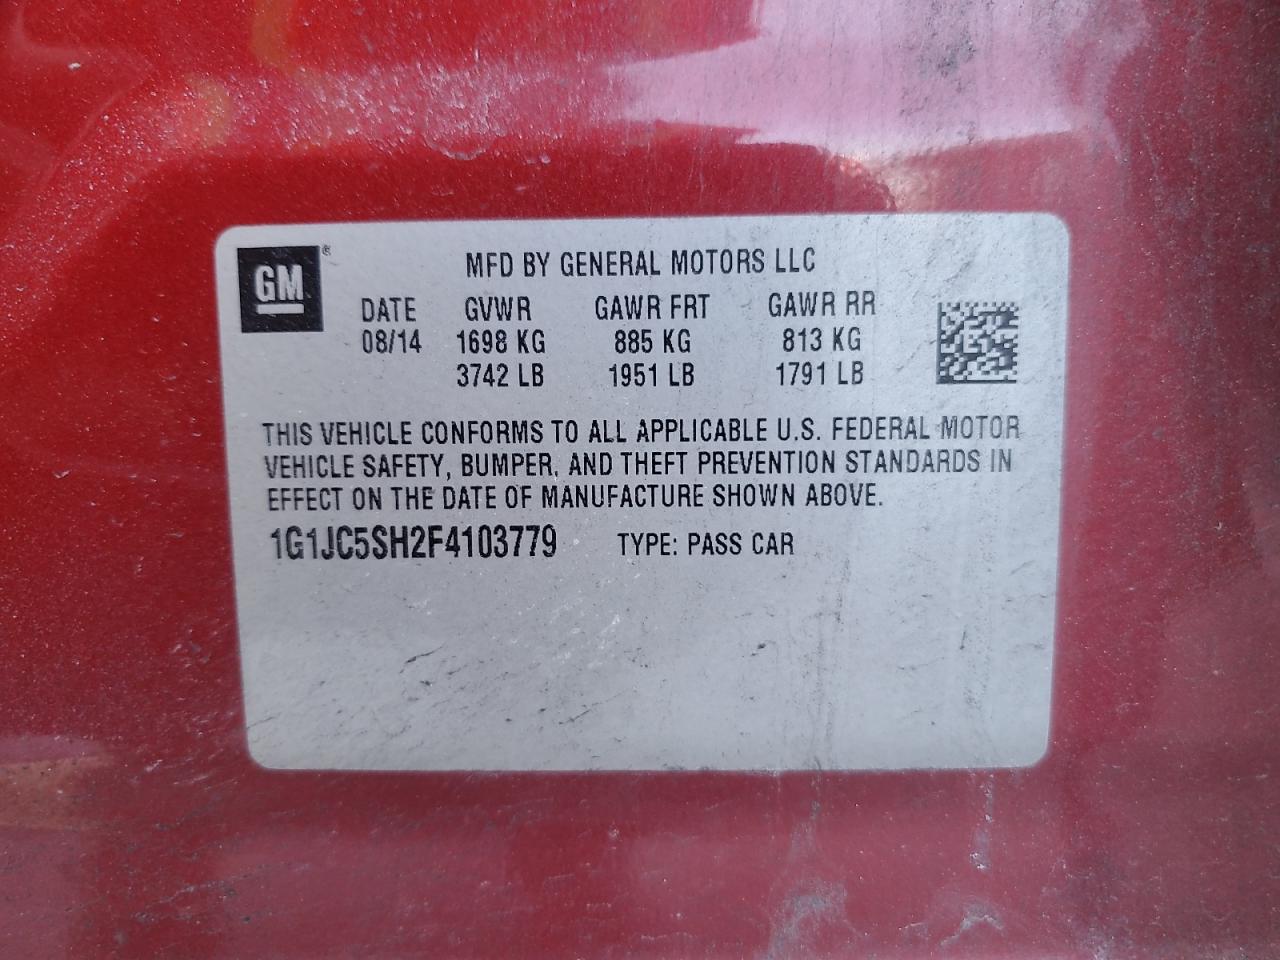 GM®
MFD BY GENERAL MOTORS LLC
DATE GVWR GAWR FRT GAWR RR
08/14 1698 KG 885 KG 813 KG
3742 LB 1951 LB 1791 LB
THIS VEHICLE CONFORMS TO ALL APPLICABLE U.S. FEDERAL MOTOR
VEHICLE SAFETY, BUMPER, AND THEFT PREVENTION STANDARDS IN
EFFECT ON THE DATE OF MANUFACTURE SHOWN ABOVE.
1G1JC5SH2F4103779 TYPE: PASS CAR